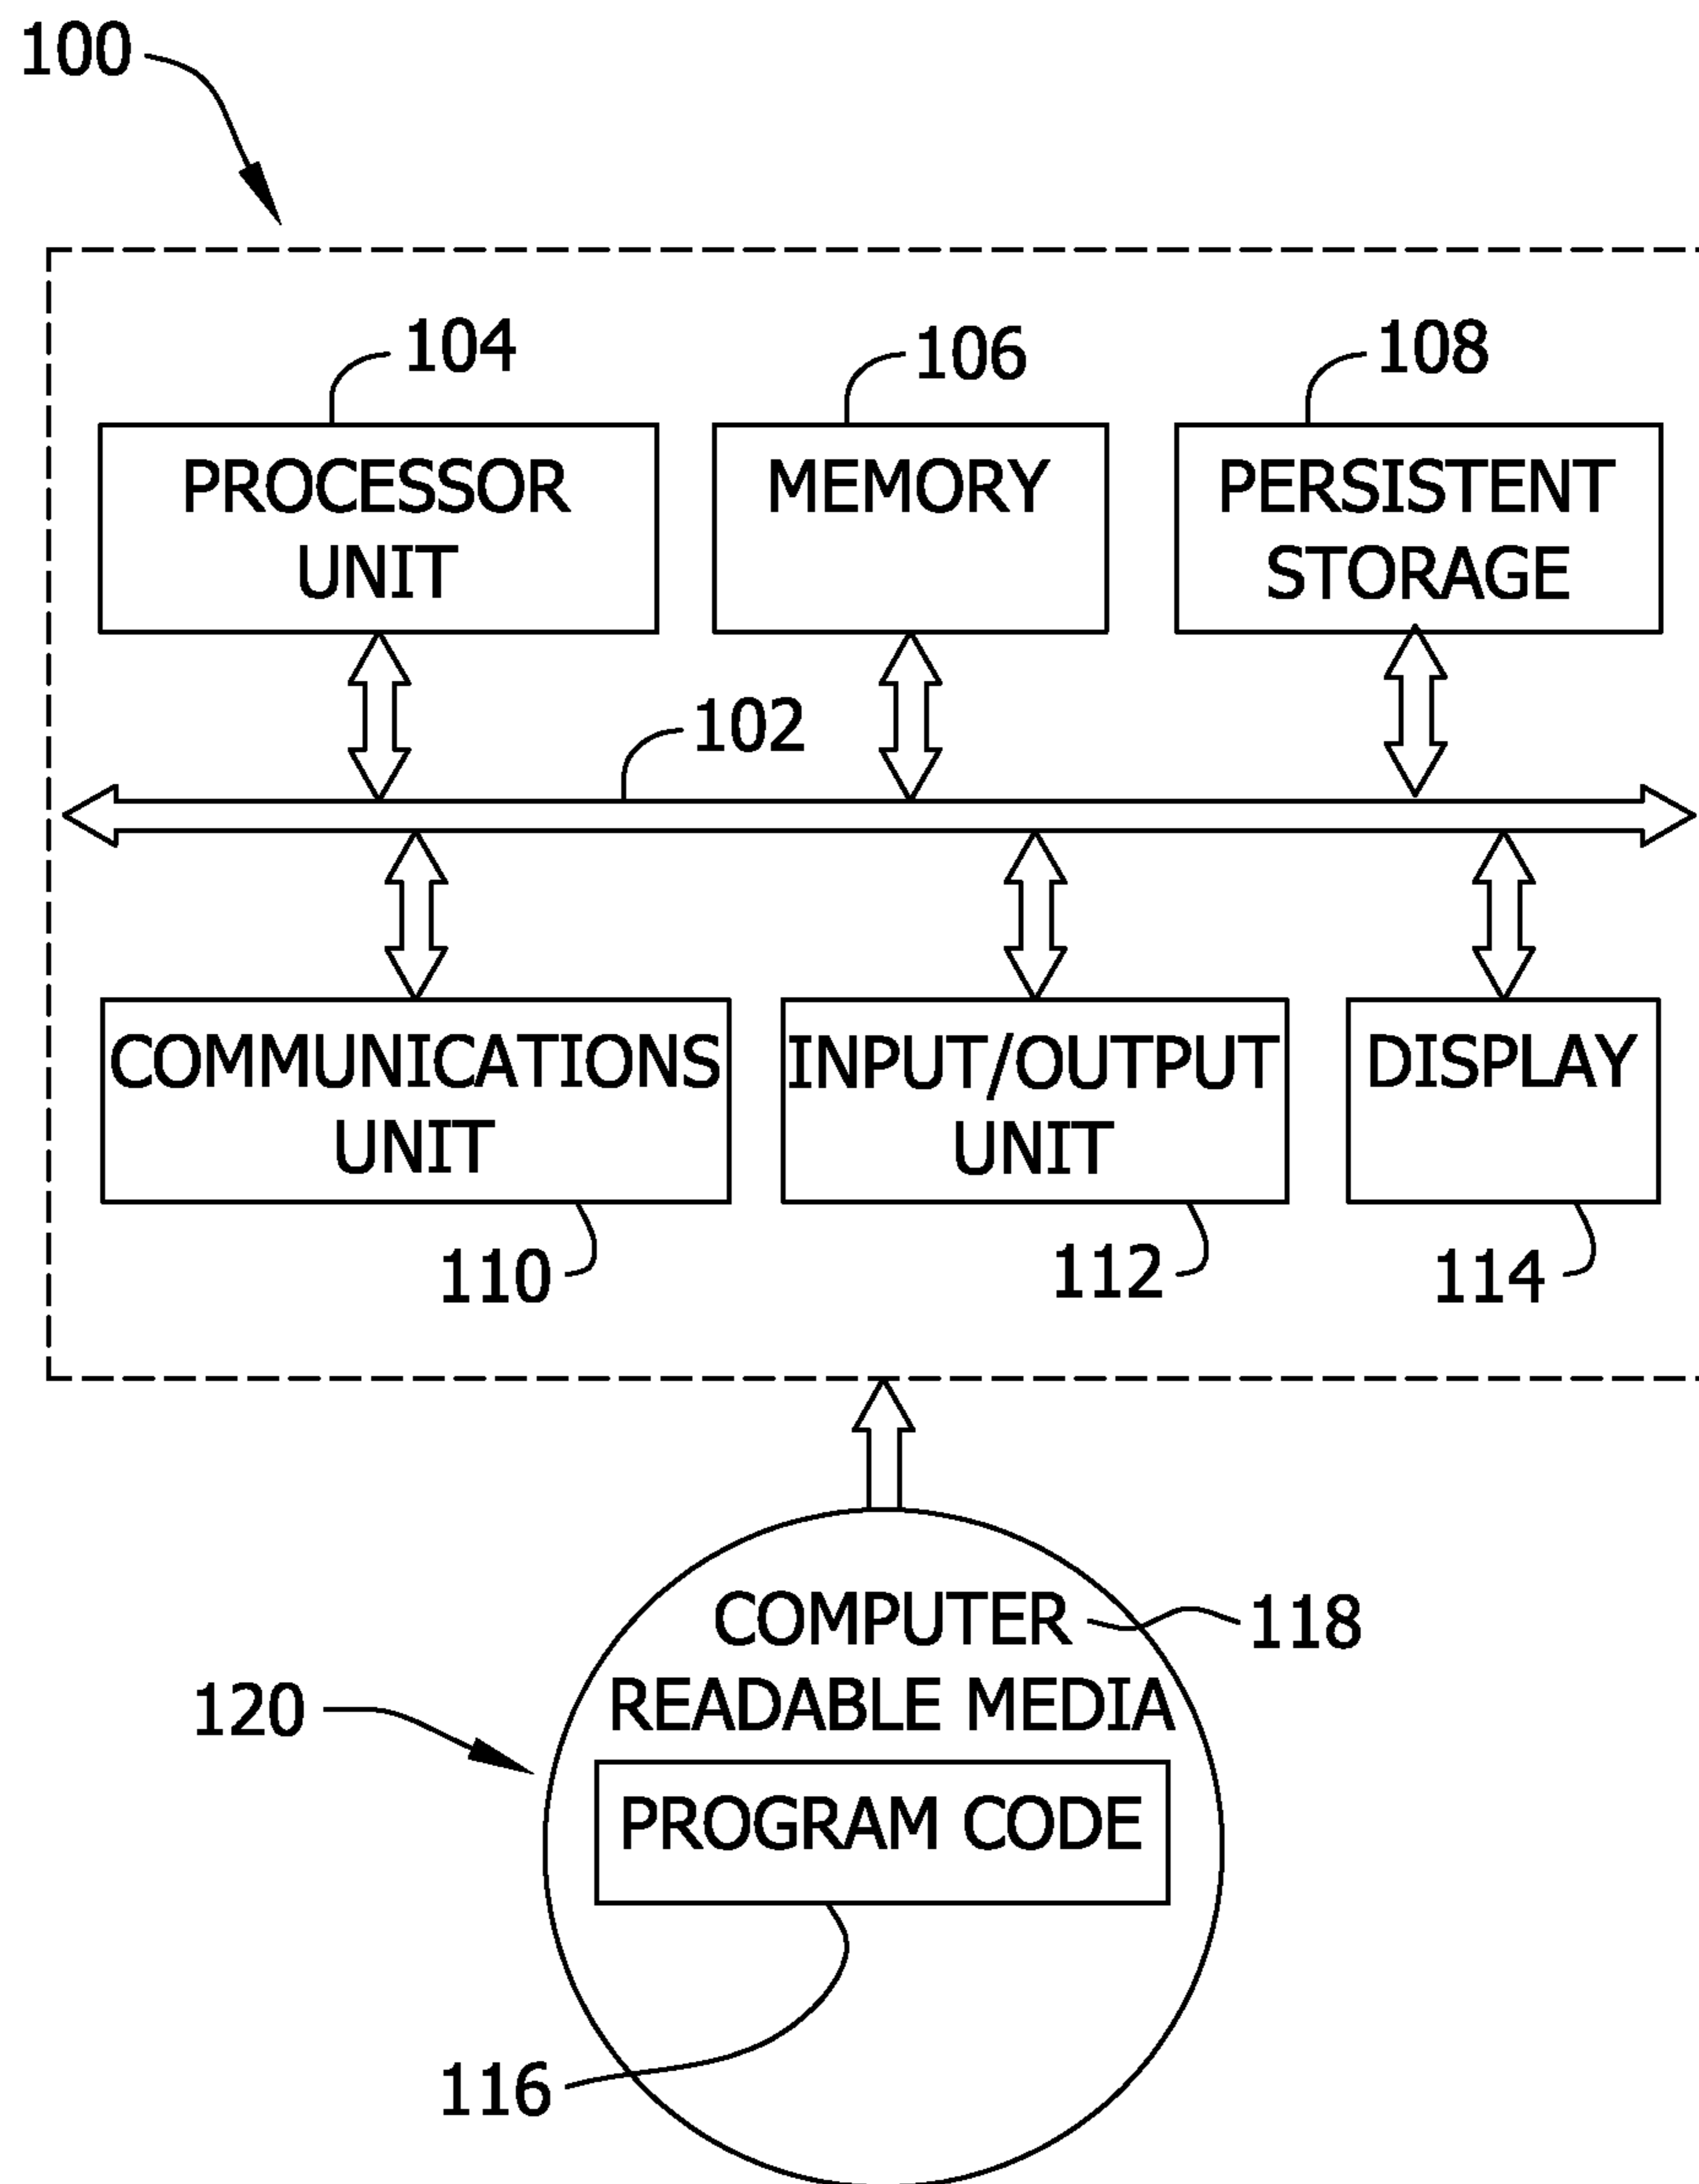 100
104
106
108
PROCESSOR
UNIT
MEMORY
PERSISTENT
STORAGE
102
COMMUNICATIONS
UNIT
INPUT/OUTPUT
UNIT
DISPLAY
110
112
114
COMPUTER
READABLE MEDIA
118
120
PROGRAM CODE
116